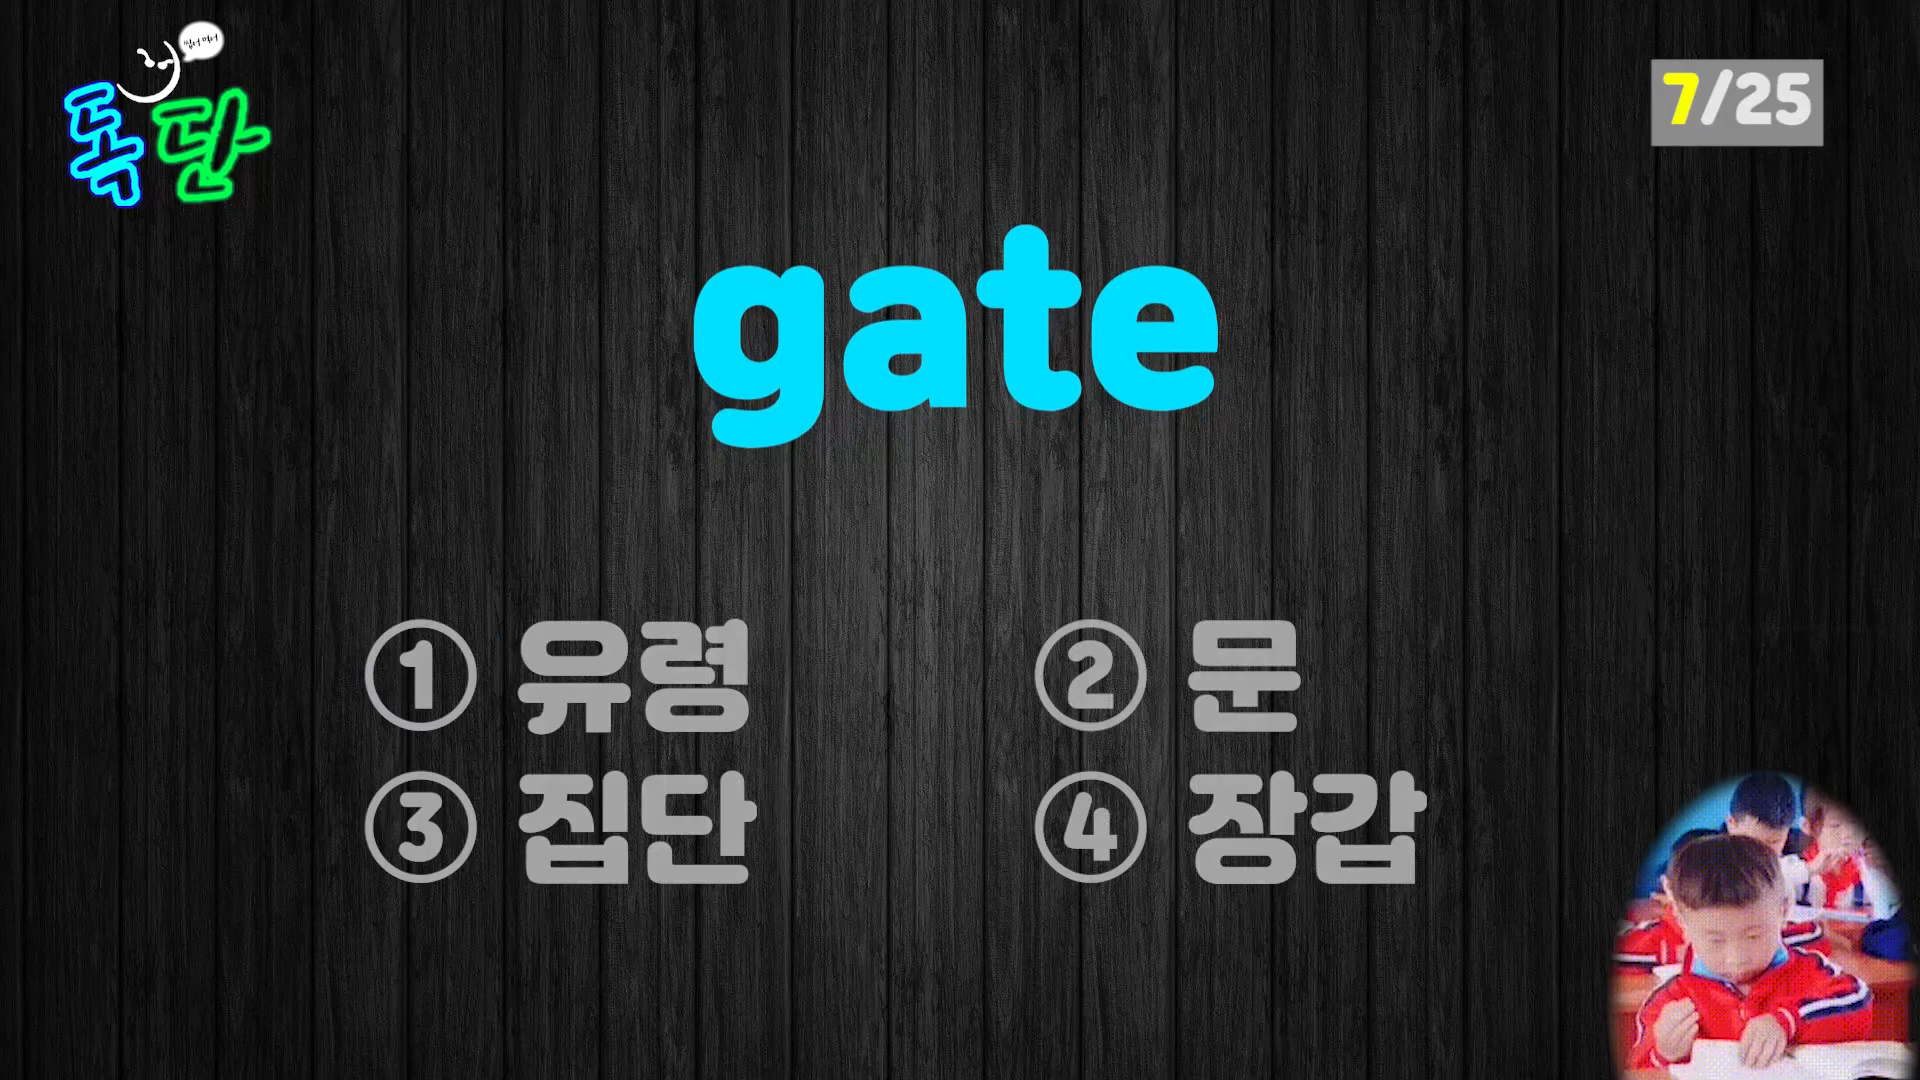 톡단
7/25
gate
① 유령
② 문
③ 집단
④ 장갑